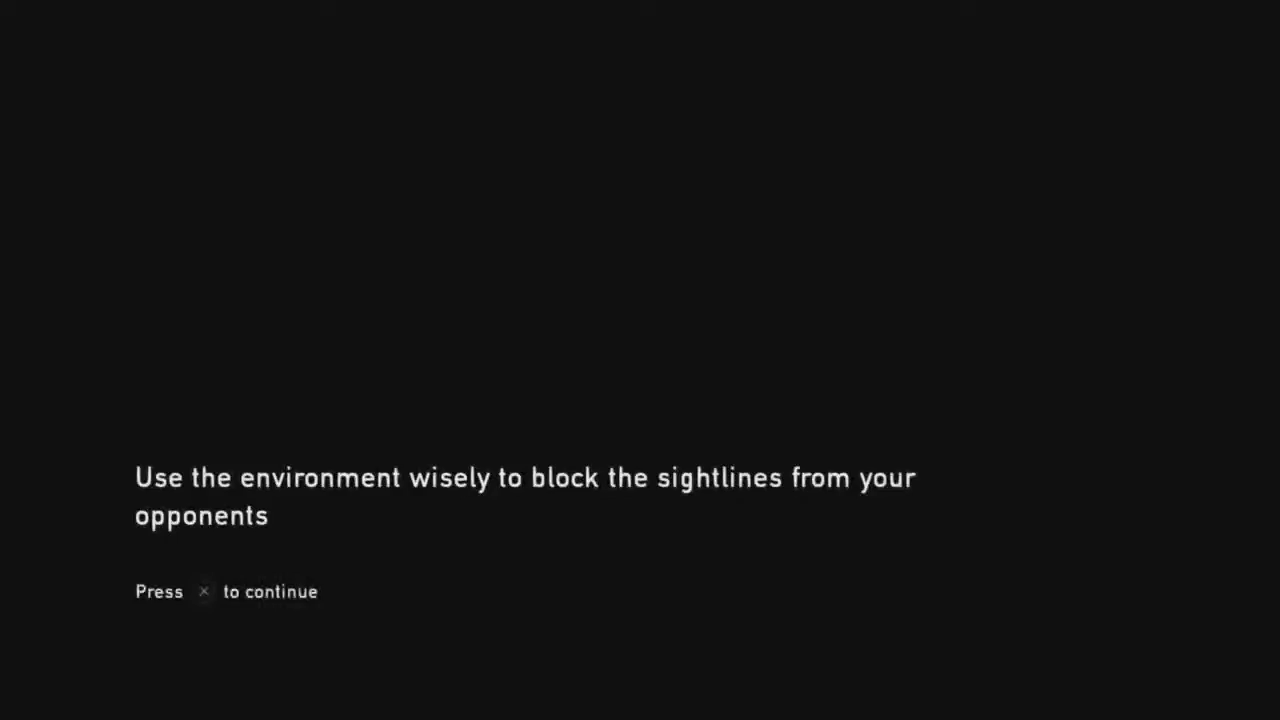 Use the environment wisely to block the sightlines from your
opponents
Press × to continue